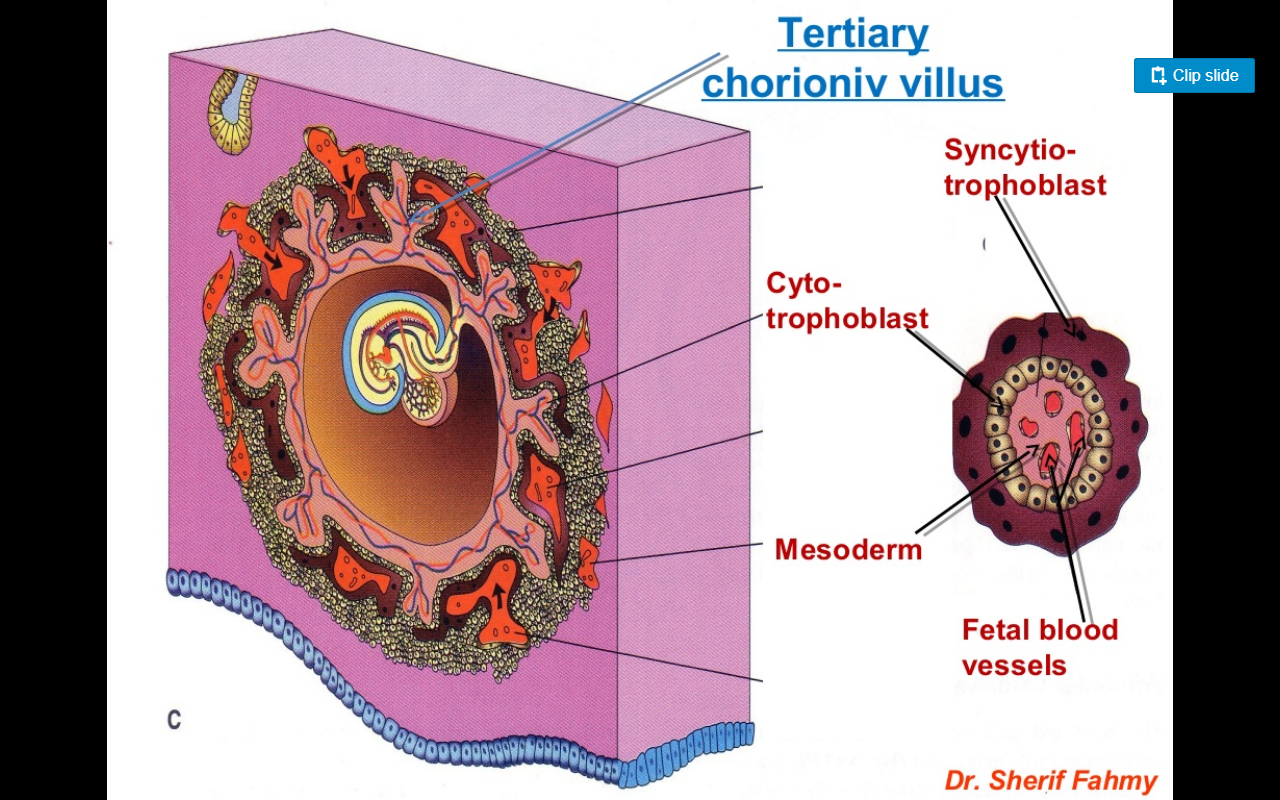 Tertiary
chorioniv villus
Clip slide
Syncytio-
trophoblast
Cyto-
trophoblast
Mesoderm
Fetal blood
vessels
C
Dr. Sherif Fahmy